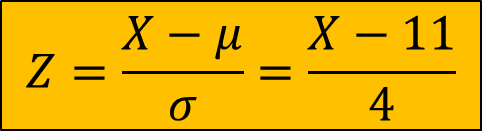 Z = (X − μ)/σ = (X − 11)/4